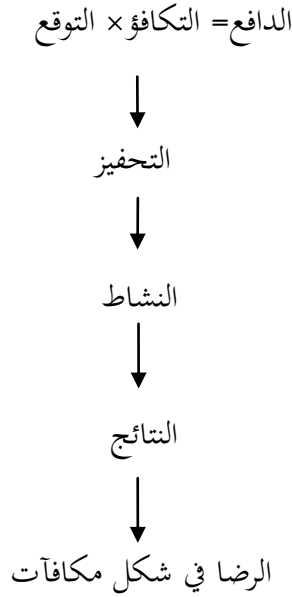 الدافع= التكافؤ× التوقع
التحفيز
النشاط
النتائج
الرضا في شكل مكافآت